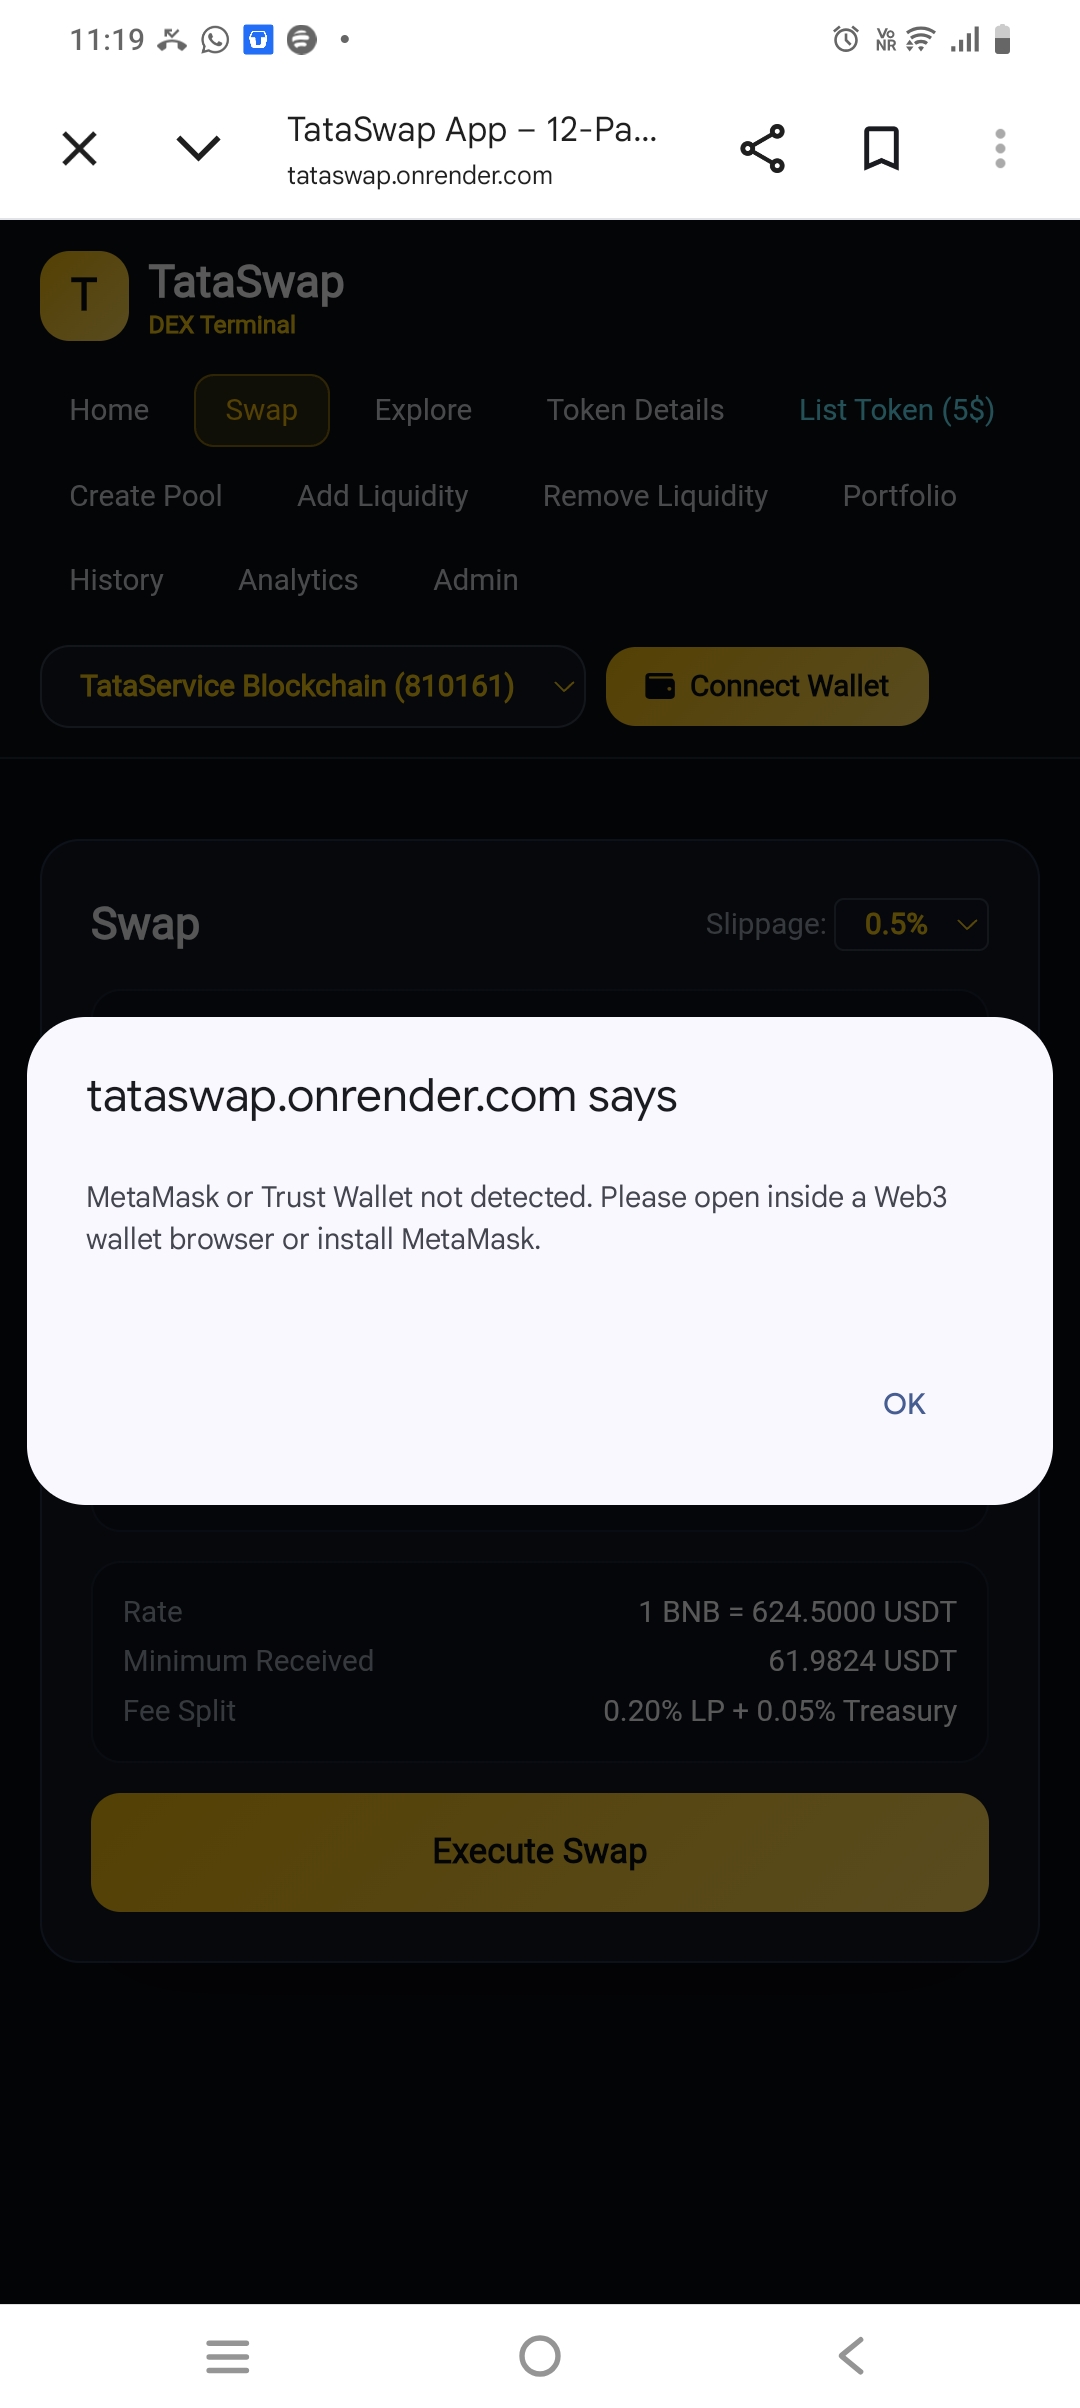 11:19
Vo
NR
TataSwap App – 12-Pa...
tataswap.onrender.com
T
TataSwap
DEX Terminal
Home
Swap
Explore
Token Details
List Token (5$)
Create Pool
Add Liquidity
Remove Liquidity
Portfolio
History
Analytics
Admin
TataService Blockchain (810161)
Connect Wallet
Swap
Slippage:
0.5%
tataswap.onrender.com says
MetaMask or Trust Wallet not detected. Please open inside a Web3
wallet browser or install MetaMask.
OK
Rate
1 BNB = 624.5000 USDT
Minimum Received
61.9824 USDT
Fee Split
0.20% LP + 0.05% Treasury
Execute Swap